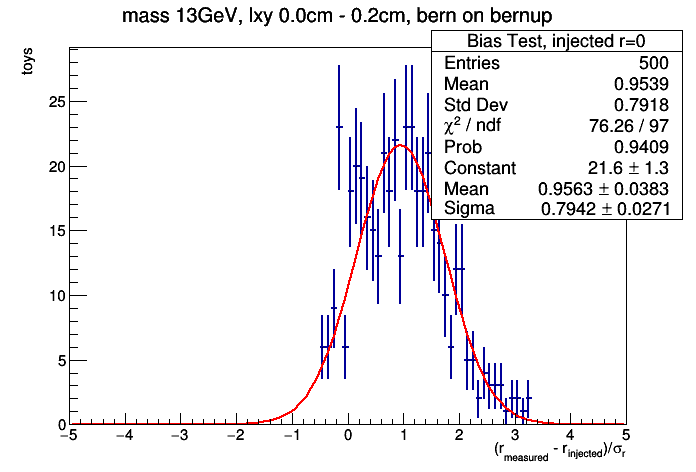 mass 13GeV, lxy 0.0cm - 0.2cm, bern on bernup
toys
Bias Test, injected r=0
Entries 500
Mean 0.9539
Std Dev 0.7918
χ² / ndf 76.26 / 97
Prob 0.9409
Constant 21.6 ± 1.3
Mean 0.9563 ± 0.0383
Sigma 0.7942 ± 0.0271
25
20
15
10
5
0
−5 −4 −3 −2 −1 0 1 2 3 4 5
(r_measured - r_injected)/σ_r